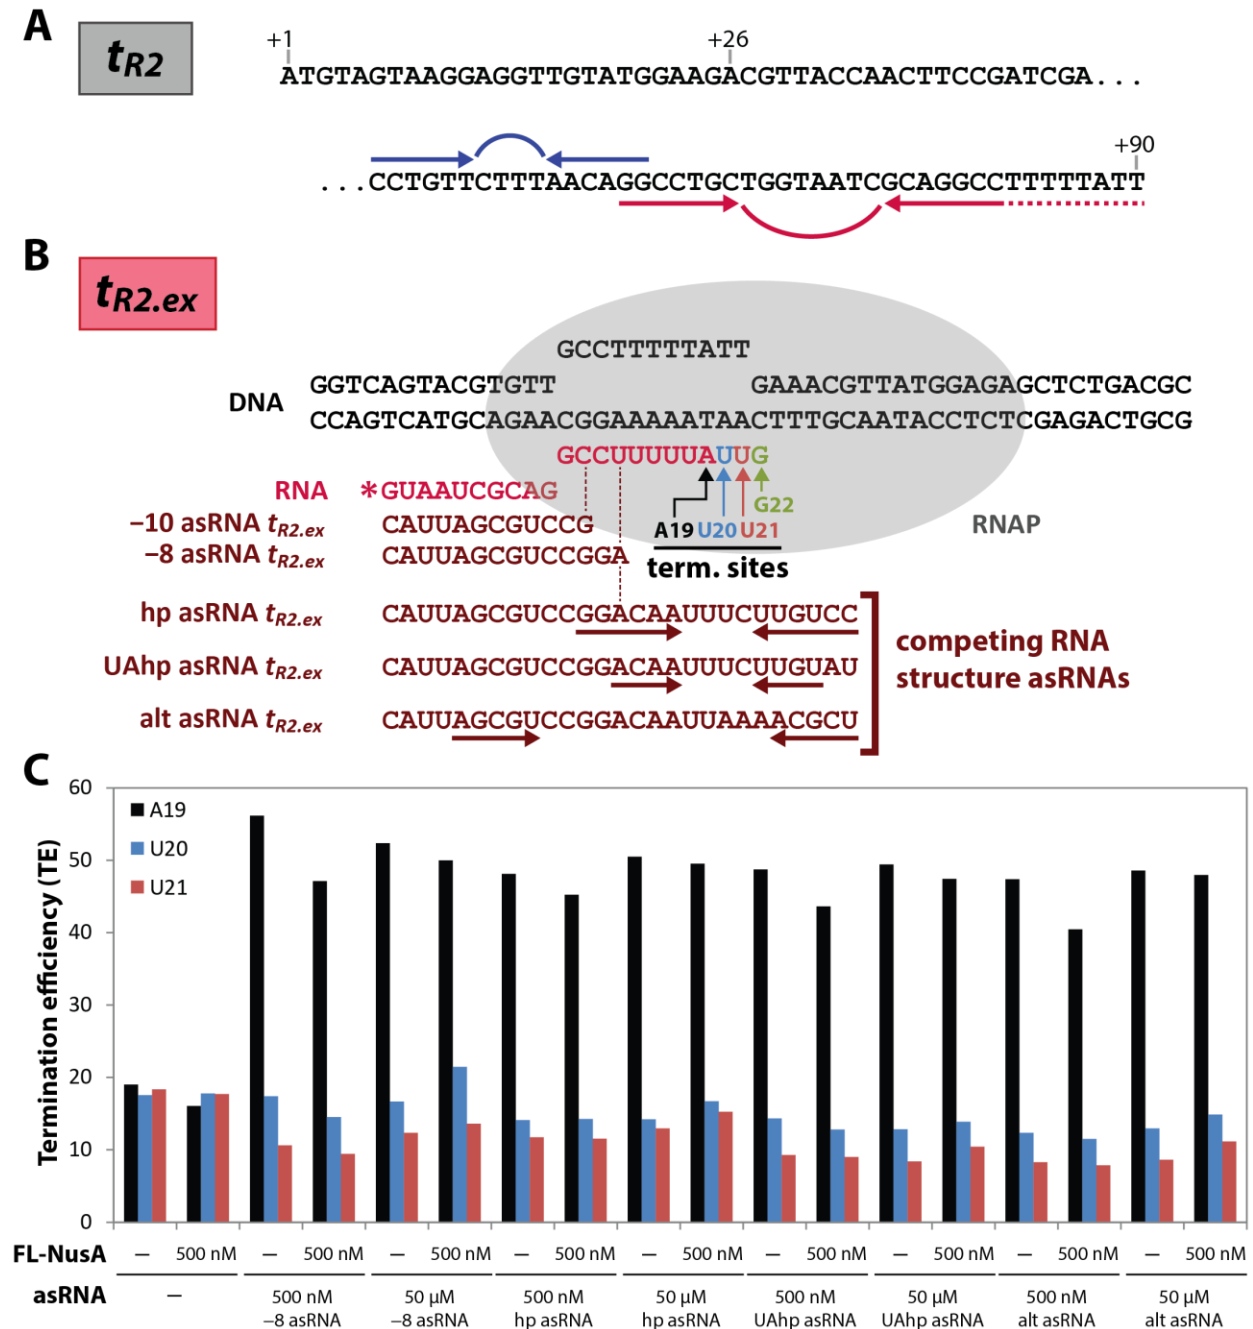 A
tR2
+1
+26
ATGTAGTAAGGAGGTTGTATGGAAGACGTTACCAACTTCCGATCGA...
+90
...CCTGTTCTTTAACAGGCCTGCTGGTAATCGCAGGCCTTTTTATT
B
tR2.ex
GCCTTTTTATT
GGTCAGTACGTGTT GAAACGTTATGGAGAGCTCTGACGC
DNA
CCAGTCATGCAGAACGGAAAAATAACTTTGCAATACCTCTCGAGACTGCG
GCCUUUUUAUUG
RNA *GUAAUCGCAG
G22
−10 asRNA tR2.ex CAUUAGCGUCCG
A19 U20 U21
RNAP
−8 asRNA tR2.ex CAUUAGCGUCCGGA
term. sites
hp asRNA tR2.ex CAUUAGCGUCCGGACAAUUUCUUGUCC
UAhp asRNA tR2.ex CAUUAGCGUCCGGACAAUUUCUUGUAU
alt asRNA tR2.ex CAUUAGCGUCCGGACAAUUAAAACGCU
competing RNA
structure asRNAs
C
Termination efficiency (TE)
60
50
40
30
20
10
0
A19
U20
U21
FL-NusA – 500 nM – 500 nM – 500 nM – 500 nM – 500 nM – 500 nM – 500 nM – 500 nM – 500 nM
asRNA – 500 nM 50 µM 500 nM 50 µM 500 nM 50 µM 500 nM 50 µM
−8 asRNA −8 asRNA hp asRNA hp asRNA UAhp asRNA UAhp asRNA alt asRNA alt asRNA